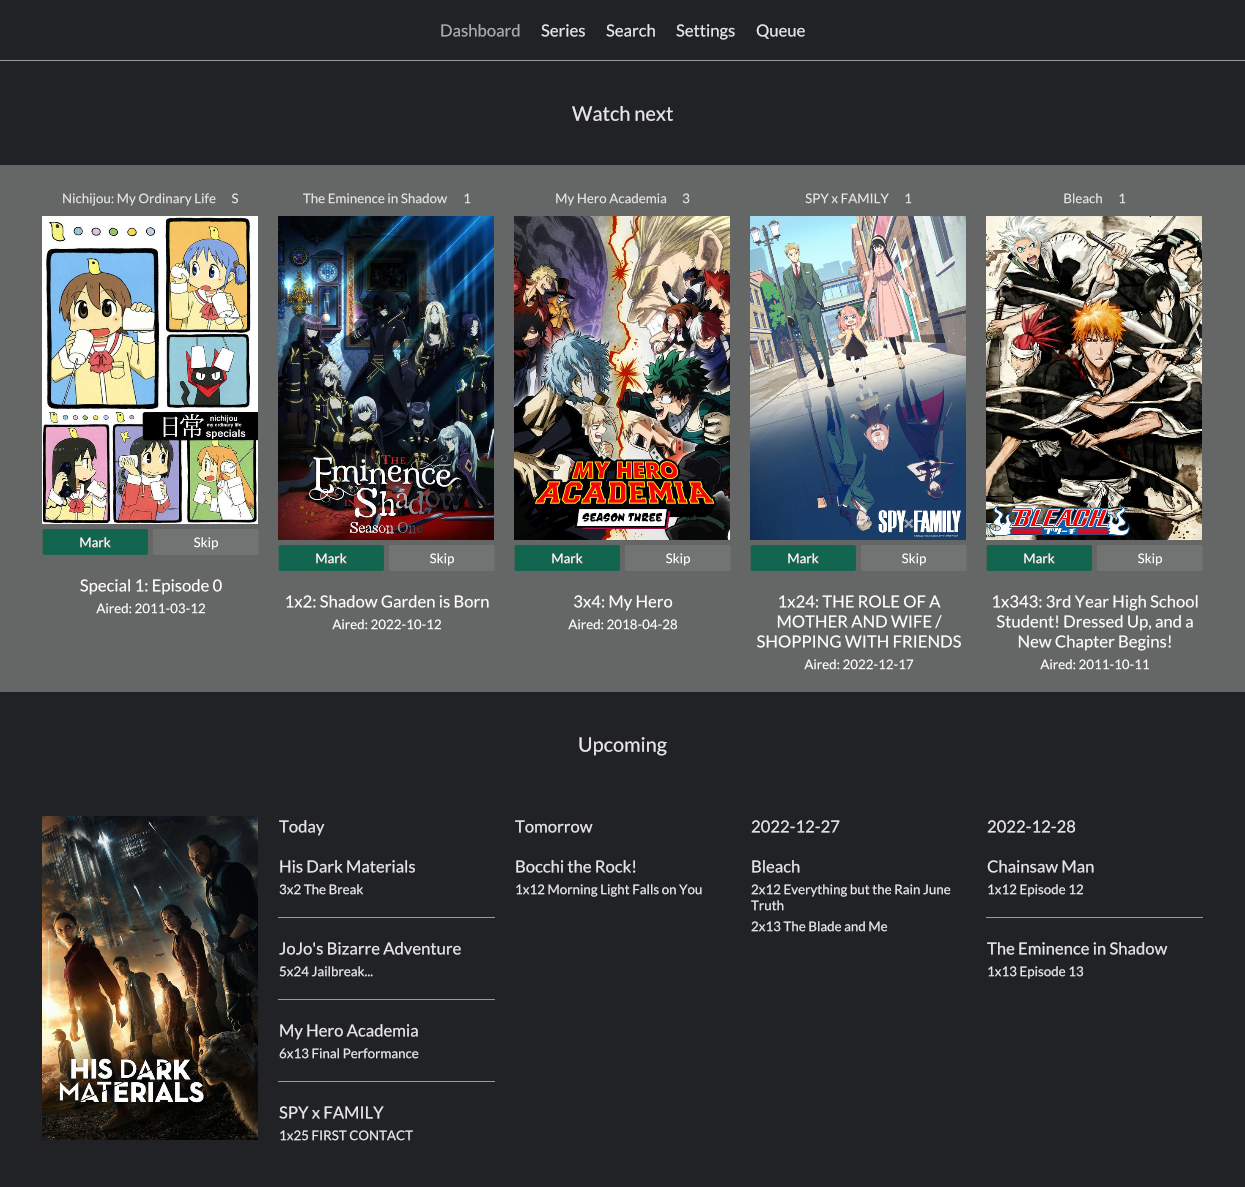 Dashboard Series Search Settings Queue
Watch next
Nichijou: My Ordinary Life S
The Eminence in Shadow 1
My Hero Academia 3
SPY x FAMILY 1
Bleach 1
日常
nichijou
my ordinary life
specials
THE
Eminence
Shadow
Season One
MY HERO
ACADEMIA
SEASON THREE
SPY×FAMILY
BLEACH
ブリーチ
Mark Skip
Mark Skip
Mark Skip
Mark Skip
Mark Skip
Special 1: Episode 0
Aired: 2011-03-12
1x2: Shadow Garden is Born
Aired: 2022-10-12
3x4: My Hero
Aired: 2018-04-28
1x24: THE ROLE OF A
MOTHER AND WIFE /
SHOPPING WITH FRIENDS
Aired: 2022-12-17
1x343: 3rd Year High School
Student! Dressed Up, and a
New Chapter Begins!
Aired: 2011-10-11
Upcoming
HIS DARK
MATERIALS
Today
His Dark Materials
3x2 The Break
JoJo's Bizarre Adventure
5x24 Jailbreak...
My Hero Academia
6x13 Final Performance
SPY x FAMILY
1x25 FIRST CONTACT
Tomorrow
Bocchi the Rock!
1x12 Morning Light Falls on You
2022-12-27
Bleach
2x12 Everything but the Rain June
Truth
2x13 The Blade and Me
2022-12-28
Chainsaw Man
1x12 Episode 12
The Eminence in Shadow
1x13 Episode 13